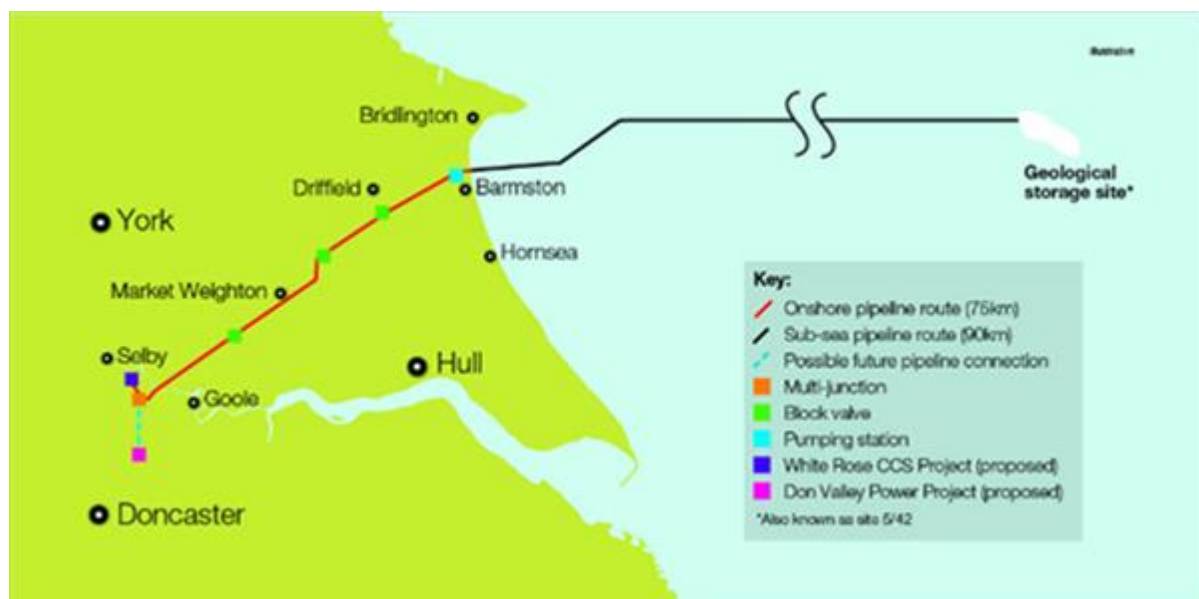 Illustrative
Bridlington
Driffield
Barmston
Geological
storage site*
York
Hornsea
Market Weighton
Key:
Onshore pipeline route (75km)
Sub-sea pipeline route (90km)
Selby
Hull
Possible future pipeline connection
Multi-junction
Goole
Block valve
Pumping station
White Rose CCS Project (proposed)
Don Valley Power Project (proposed)
Doncaster
*Also known as site 5/42